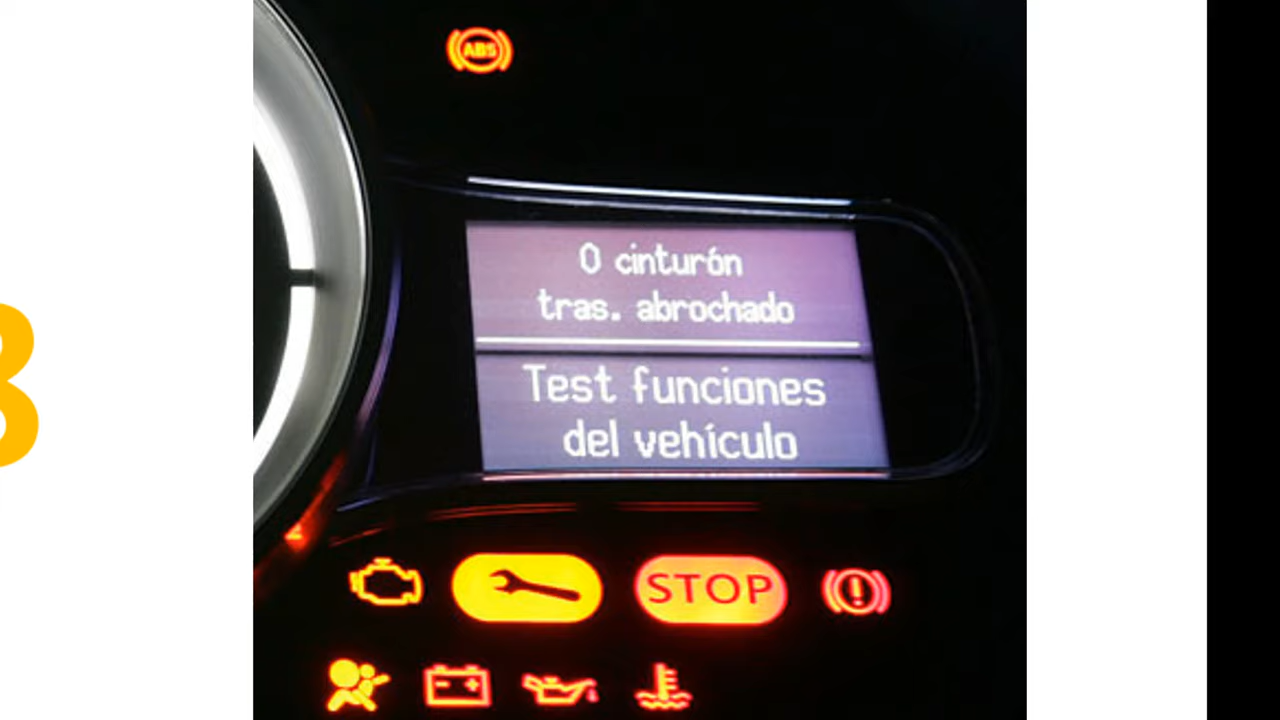 ABS
0 cinturón
tras. abrochado
Test funciones
del vehículo
STOP